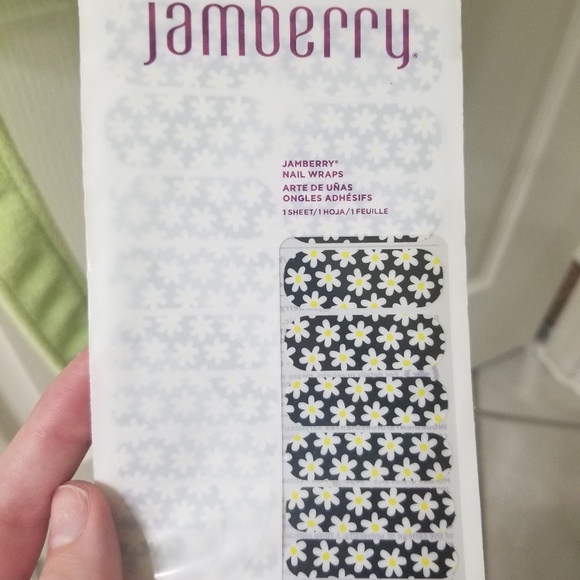 jamberry®
JAMBERRY®
NAIL WRAPS
ARTE DE UÑAS
ONGLES ADHÉSIFS
1 SHEET/1 HOJA/1 FEUILLE